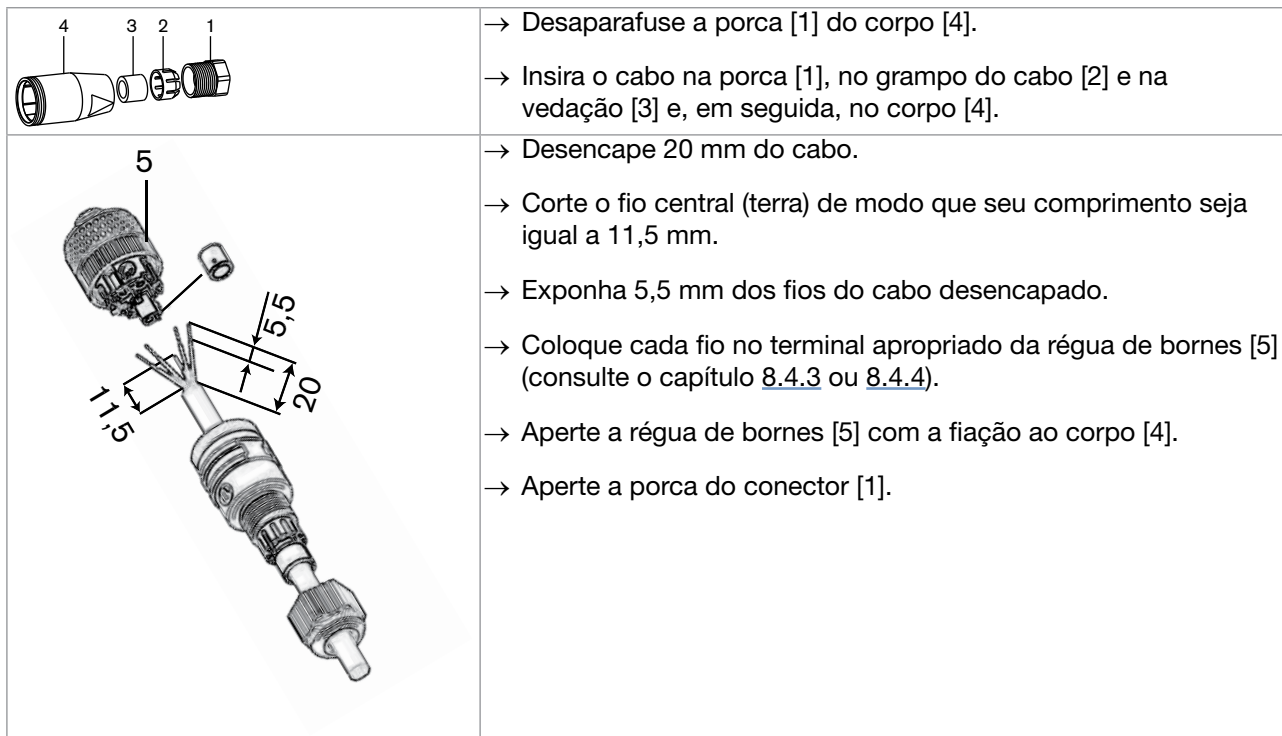 4 3 2 1
→ Desaparafuse a porca [1] do corpo [4].
→ Insira o cabo na porca [1], no grampo do cabo [2] e na
vedação [3] e, em seguida, no corpo [4].
5
5,5
20
11,5
→ Desencape 20 mm do cabo.
→ Corte o fio central (terra) de modo que seu comprimento seja
igual a 11,5 mm.
→ Exponha 5,5 mm dos fios do cabo desencapado.
→ Coloque cada fio no terminal apropriado da régua de bornes [5]
(consulte o capítulo 8.4.3 ou 8.4.4).
→ Aperte a régua de bornes [5] com a fiação ao corpo [4].
→ Aperte a porca do conector [1].